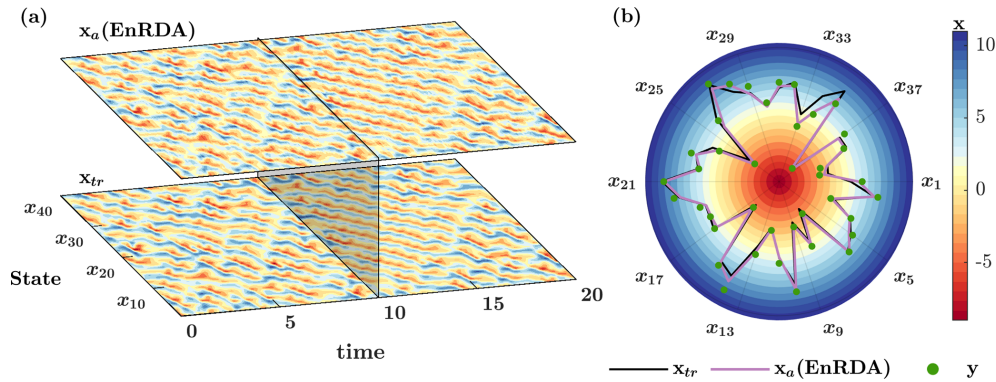 (a)
x_a(EnRDA)
x_tr
x_40
x_30
x_20
x_10
State
0
5
10
15
20
time
(b)
x_29
x_33
x_25
x_37
x_21
x_1
x_17
x_5
x_13
x_9
x
10
5
0
-5
x_tr
x_a(EnRDA)
y